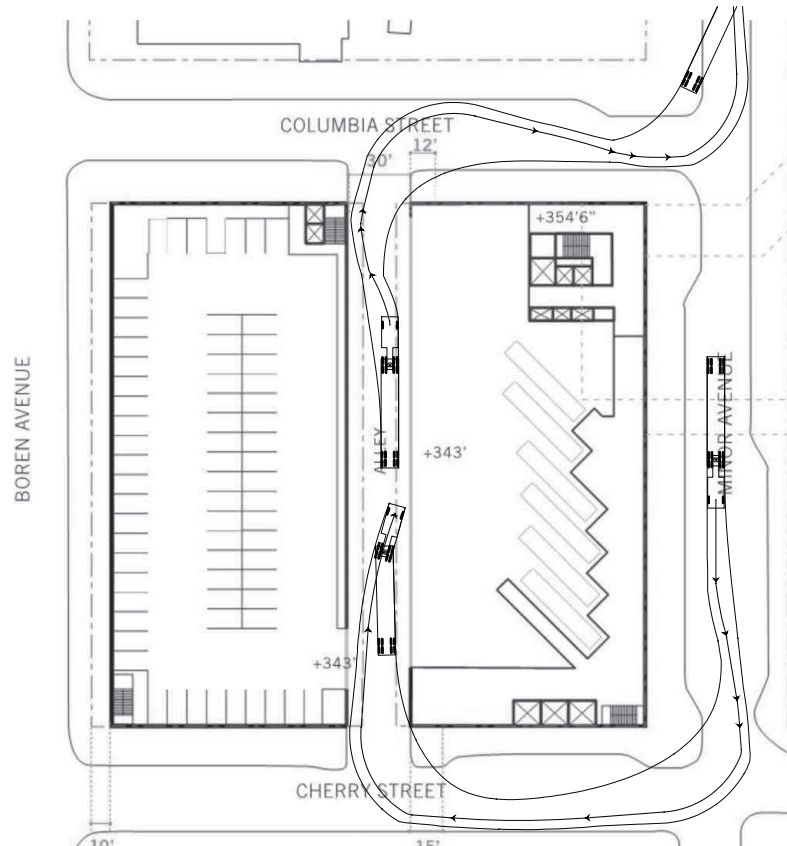 COLUMBIA STREET
12'
30'
+354'6"
BOREN AVENUE
ALLEY
+343'
MINOR AVENUE
+343'
CHERRY STREET
10'
15'